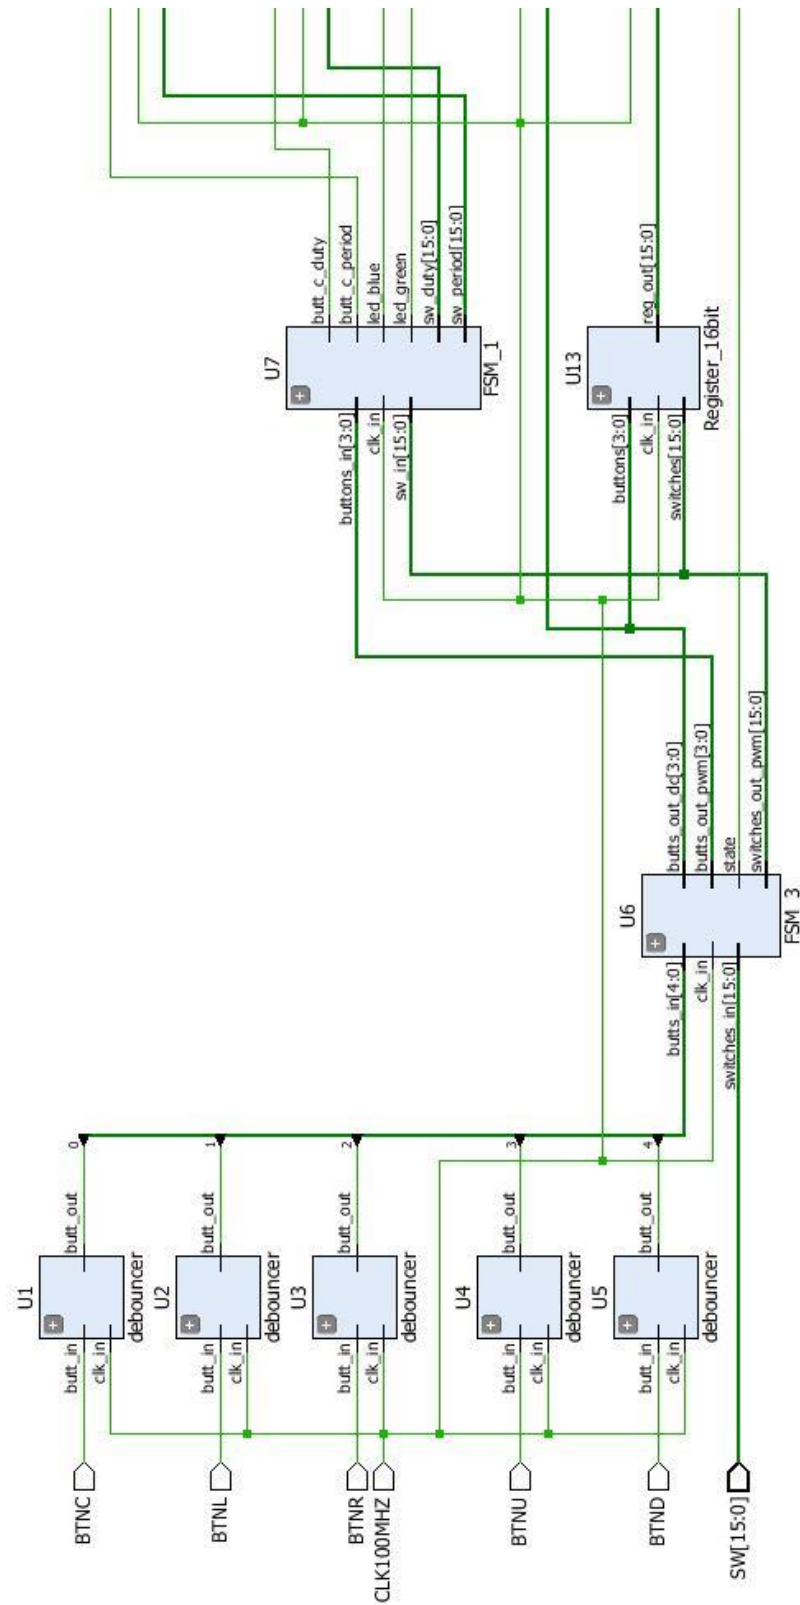 BTNC
BTNL
BTNR
CLK100MHZ
BTNU
BTND
SW[15:0]
U1
butt_in
clk_in
butt_out
debouncer
U2
butt_in
clk_in
butt_out
debouncer
U3
butt_in
clk_in
butt_out
debouncer
U4
butt_in
clk_in
butt_out
debouncer
U5
butt_in
clk_in
butt_out
debouncer
0
1
2
3
4
U6
butts_in[4:0]
clk_in
switches_in[15:0]
butts_out_dc[3:0]
butts_out_pwm[3:0]
state
switches_out_pwm[15:0]
FSM_3
U7
buttons_in[3:0]
clk_in
sw_in[15:0]
butt_c_duty
butt_c_period
led_blue
led_green
sw_duty[15:0]
sw_period[15:0]
FSM_1
U13
buttons[3:0]
clk_in
switches[15:0]
reg_out[15:0]
Register_16bit